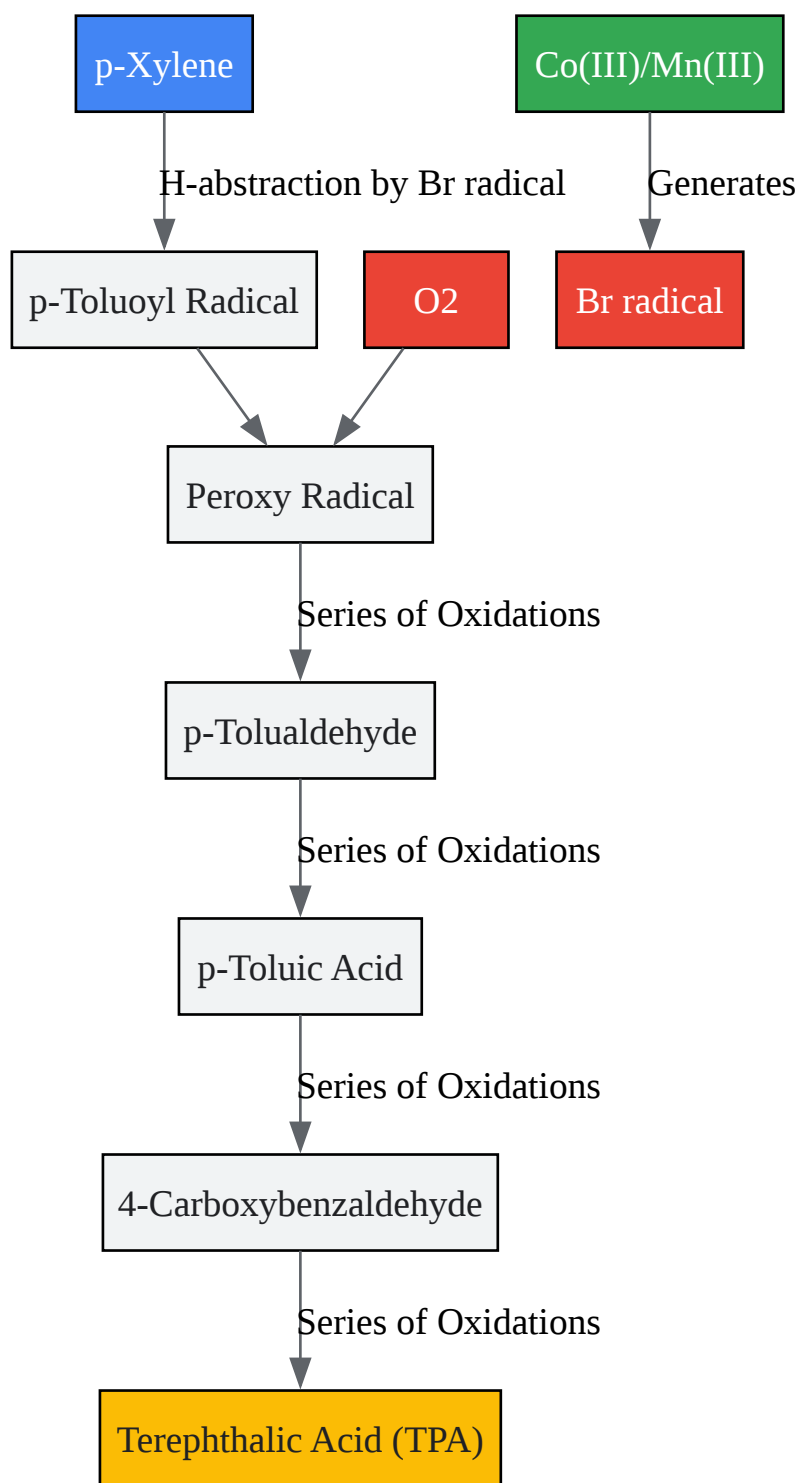 p-Xylene
Co(III)/Mn(III)
H-abstraction by Br radical
Generates
p-Toluoyl Radical
O2
Br radical
Peroxy Radical
Series of Oxidations
p-Tolualdehyde
Series of Oxidations
p-Toluic Acid
Series of Oxidations
4-Carboxybenzaldehyde
Series of Oxidations
Terephthalic Acid (TPA)